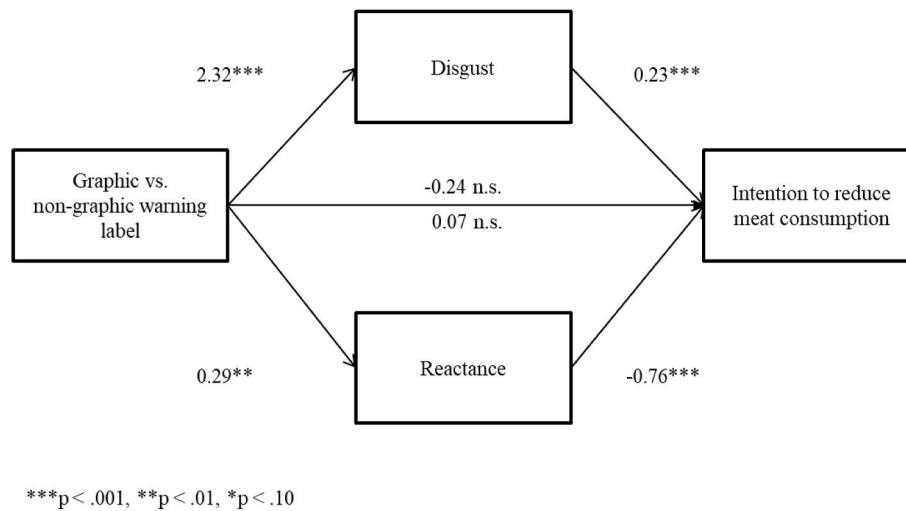 Disgust
2.32***
0.23***
Graphic vs.
non-graphic warning
label
-0.24 n.s.
0.07 n.s.
Intention to reduce
meat consumption
Reactance
0.29**
-0.76***
***p < .001, **p < .01, *p < .10